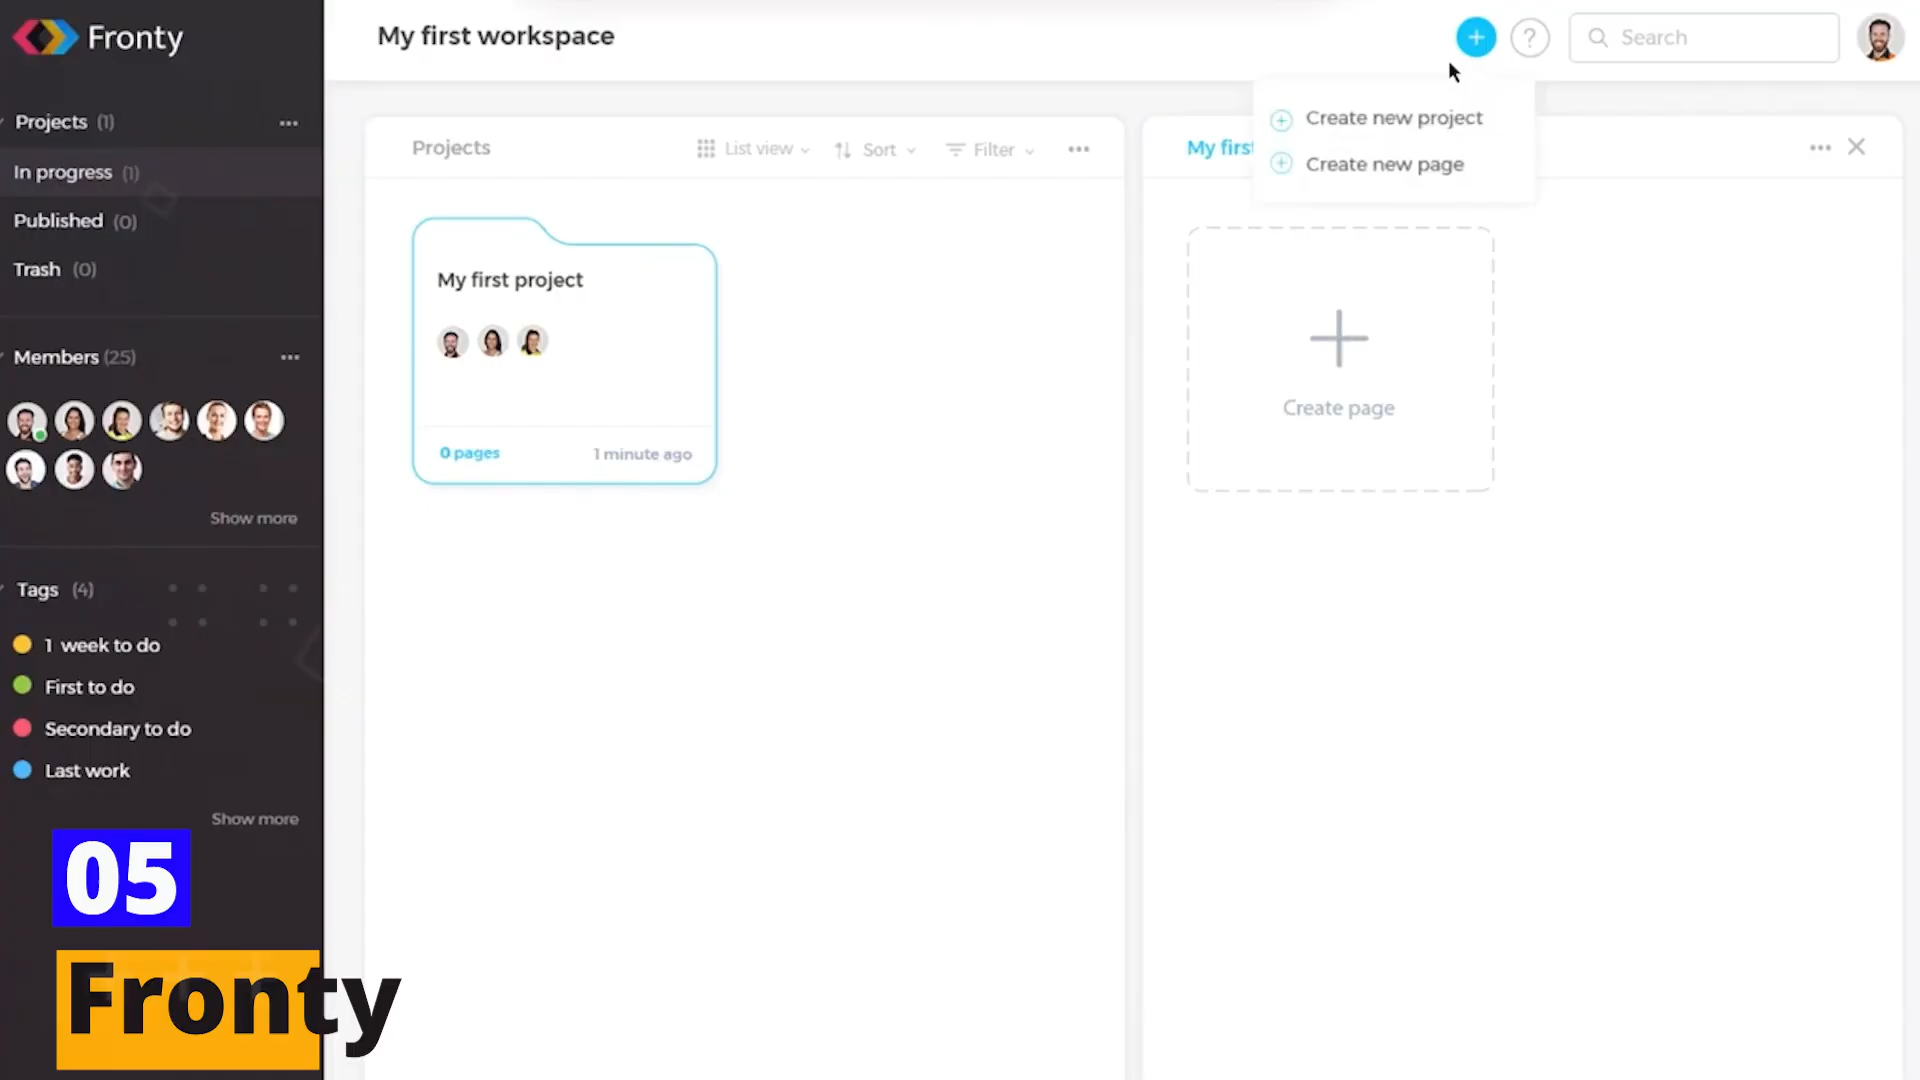 Fronty
My first workspace
+
?
Search
Projects (1)
Create new project
Create new page
Projects
List view
Sort
Filter
My first
In progress (1)
Published (0)
Trash (0)
My first project
0 pages
1 minute ago
Create page
Members (25)
Show more
Tags (4)
1 week to do
First to do
Secondary to do
Last work
Show more
05
Fronty